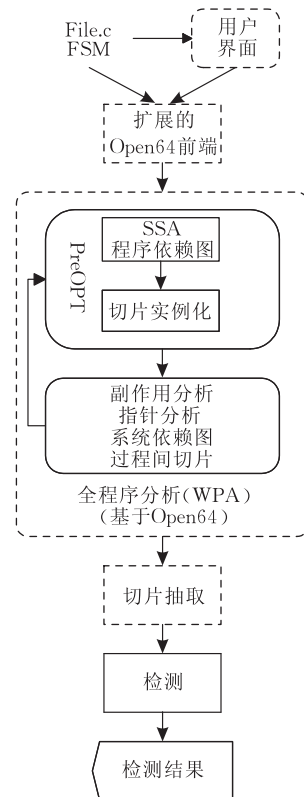 File.c
FSM
用户
界面
扩展的
Open64前端
PreOPT
SSA
程序依赖图
切片实例化
副作用分析
指针分析
系统依赖图
过程间切片
全程序分析(WPA)
(基于Open64)
切片抽取
检测
检测结果